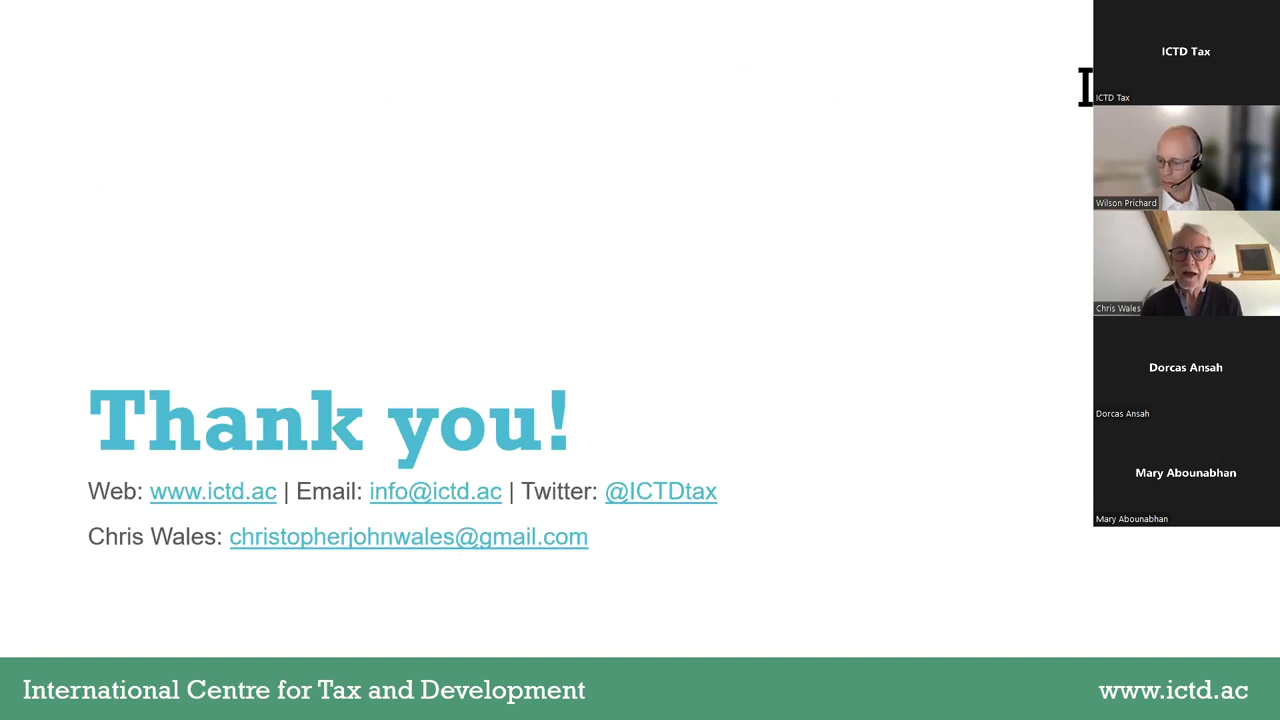 I
Thank you!
Web: www.ictd.ac | Email: info@ictd.ac | Twitter: @ICTDtax
Chris Wales: christopherjohnwales@gmail.com
International Centre for Tax and Development
www.ictd.ac
ICTD Tax
ICTD Tax
Wilson Prichard
Chris Wales
Dorcas Ansah
Dorcas Ansah
Mary Abounabhan
Mary Abounabhan